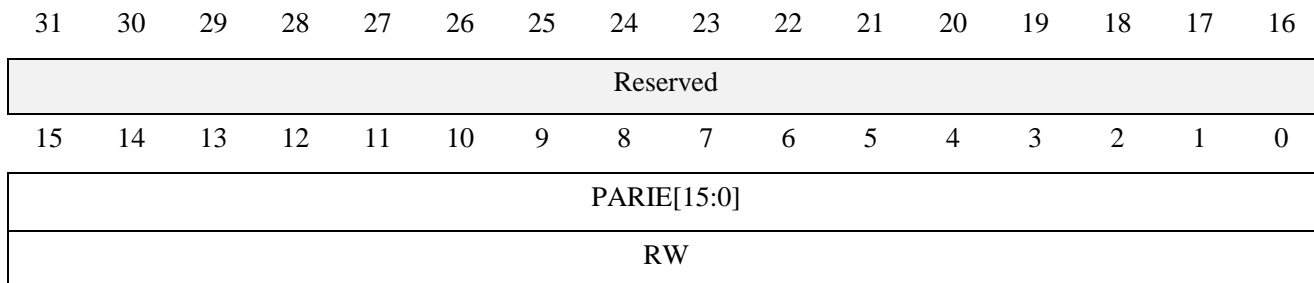 31 30 29 28 27 26 25 24 23 22 21 20 19 18 17 16
Reserved
15 14 13 12 11 10 9 8 7 6 5 4 3 2 1 0
PARIE[15:0]
RW